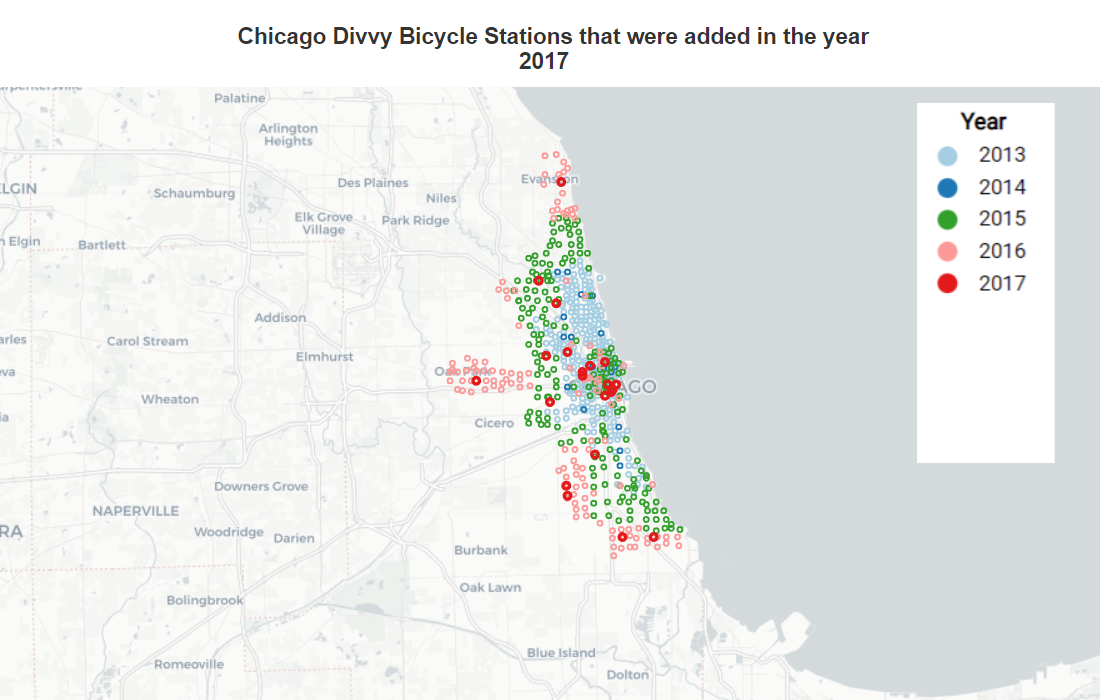 Chicago Divvy Bicycle Stations that were added in the year
2017
Palatine
Arlington
Heights
Year
2013
2014
2015
2016
2017
Evanston
Des Plaines
Schaumburg
Niles
Elk Grove
Village
Park Ridge
n Elgin
Bartlett
Addison
Carol Stream
Elmhurst
Oak Park
Wheaton
Cicero
Downers Grove
NAPERVILLE
Woodridge
Darien
Burbank
Oak Lawn
Bolingbrook
Blue Island
Romeoville
Dolton